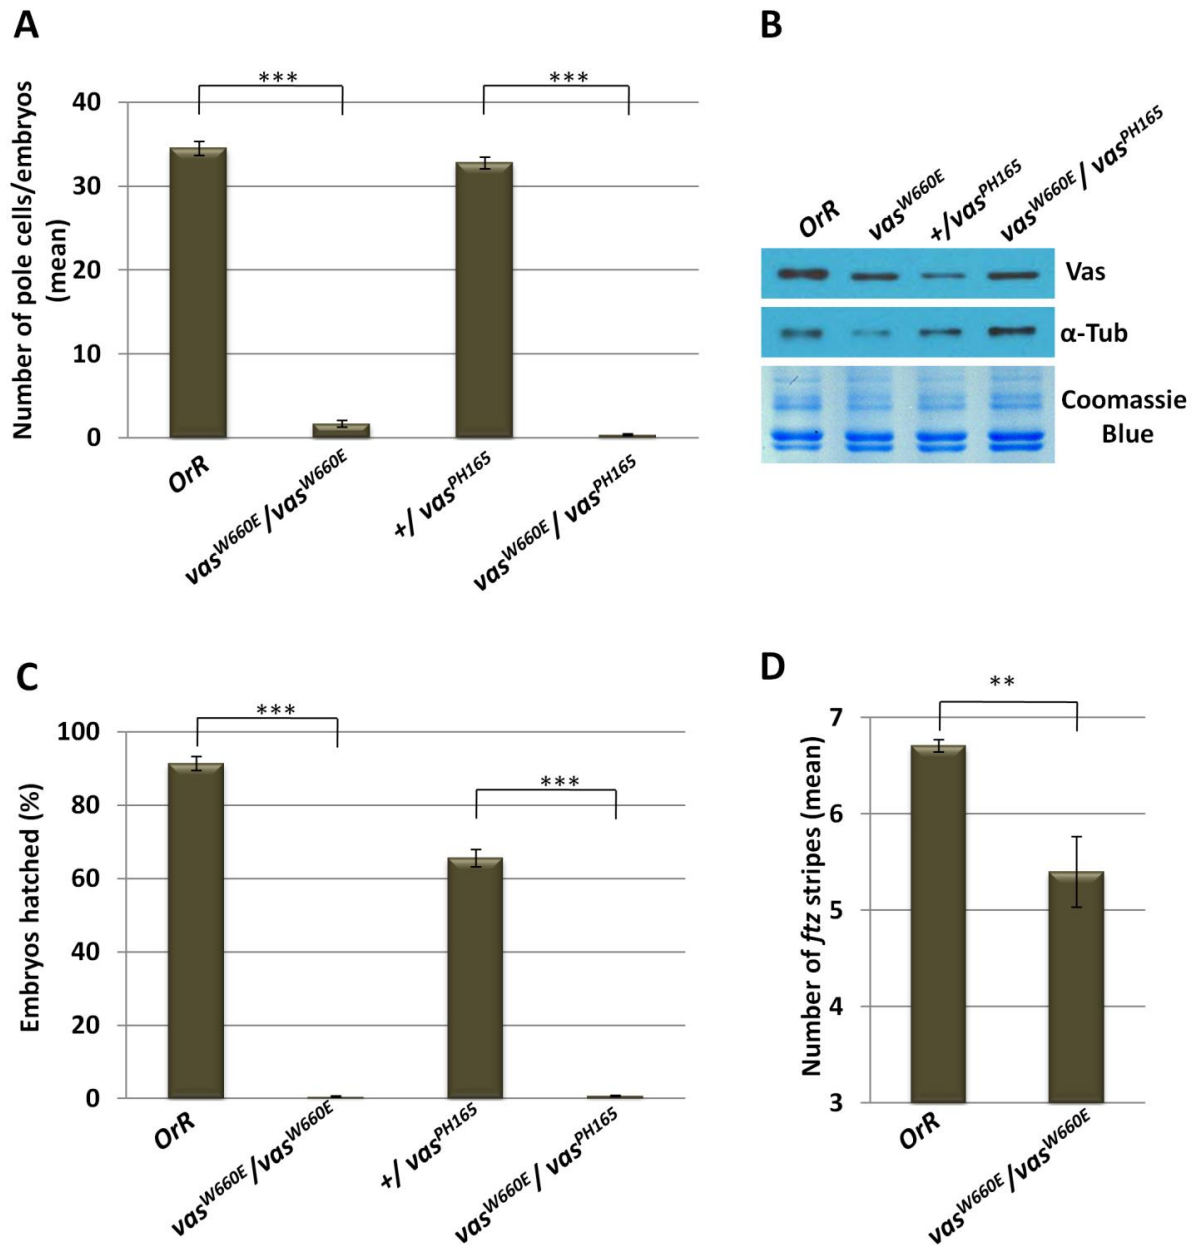 A
Number of pole cells/embryos
(mean)
40
30
20
10
0
***
***
OrR
vasW660E/vasW660E
+/ vasPH165
vasW660E/ vasPH165
B
OrR
vasW660E
+/vasPH165
vasW660E/ vasPH165
Vas
α-Tub
Coomassie
Blue
C
Embryos hatched (%)
100
80
60
40
20
0
***
***
OrR
vasW660E/vasW660E
+/ vasPH165
vasW660E/ vasPH165
D
Number of ftz stripes (mean)
7
6
5
4
3
**
OrR
vasW660E/vasW660E